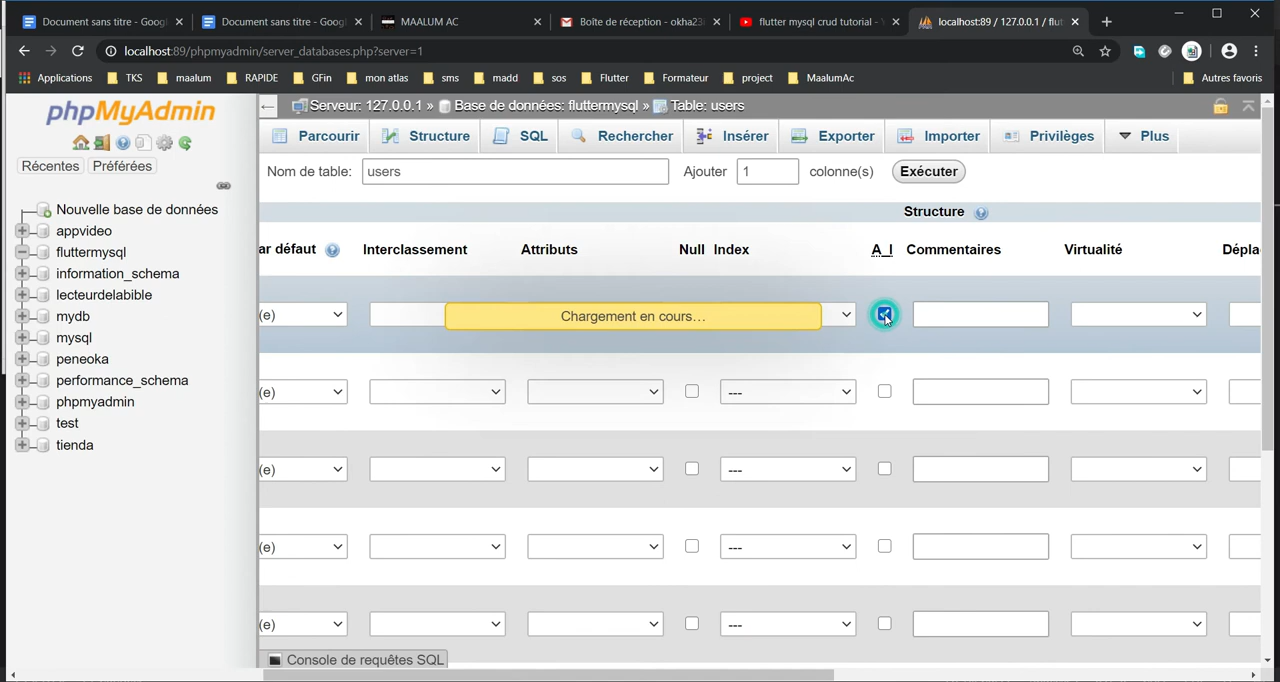 Document sans titre - Goog
Document sans titre - Goog
MAALUM AC
Boîte de réception - okha23
flutter mysql crud tutorial - Y
localhost:89 / 127.0.0.1 / flut
localhost:89/phpmyadmin/server_databases.php?server=1
Applications
TKS
maalum
RAPIDE
GFin
mon atlas
sms
madd
sos
Flutter
Formateur
project
MaalumAc
Autres favoris
phpMyAdmin
Récentes
Préférées
Nouvelle base de données
appvideo
fluttermysql
information_schema
lecteurdelabible
mydb
mysql
peneoka
performance_schema
phpmyadmin
test
tienda
Serveur: 127.0.0.1 » Base de données: fluttermysql » Table: users
Parcourir
Structure
SQL
Rechercher
Insérer
Exporter
Importer
Privilèges
Plus
Nom de table: users Ajouter 1 colonne(s) Exécuter
Structure
ar défaut Interclassement Attributs Null Index A_I Commentaires Virtualité Dépla
(e)
Chargement en cours…
(e) ---
(e) ---
(e) ---
(e) ---
Console de requêtes SQL